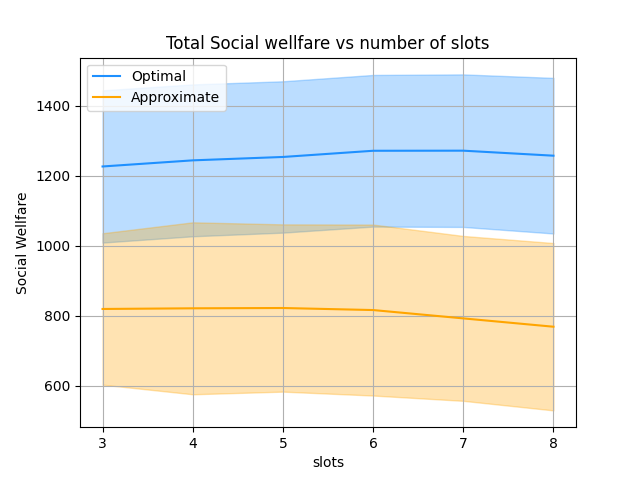 Total Social wellfare vs number of slots
Optimal
Approximate
1400
1200
1000
800
600
Social Wellfare
3 4 5 6 7 8
slots